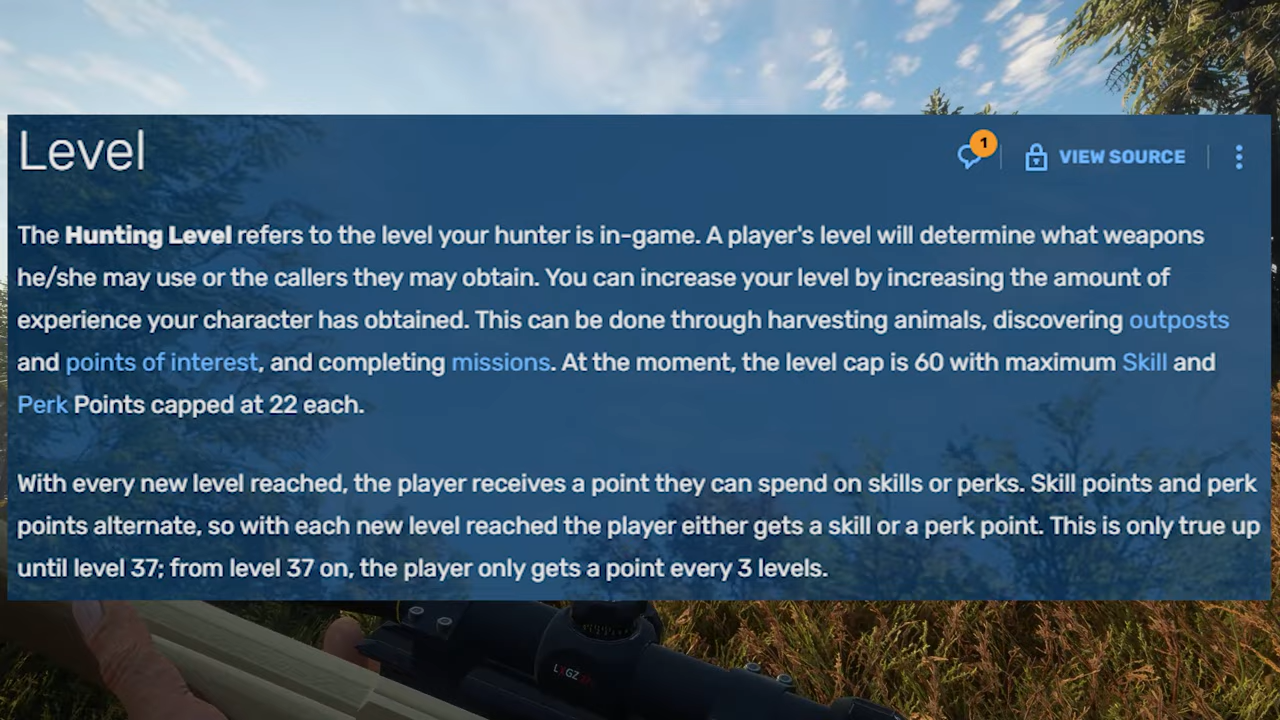 Level
1
VIEW SOURCE
The Hunting Level refers to the level your hunter is in-game. A player's level will determine what weapons
he/she may use or the callers they may obtain. You can increase your level by increasing the amount of
experience your character has obtained. This can be done through harvesting animals, discovering outposts
and points of interest, and completing missions. At the moment, the level cap is 60 with maximum Skill and
Perk Points capped at 22 each.
With every new level reached, the player receives a point they can spend on skills or perks. Skill points and perk
points alternate, so with each new level reached the player either gets a skill or a perk point. This is only true up
until level 37; from level 37 on, the player only gets a point every 3 levels.